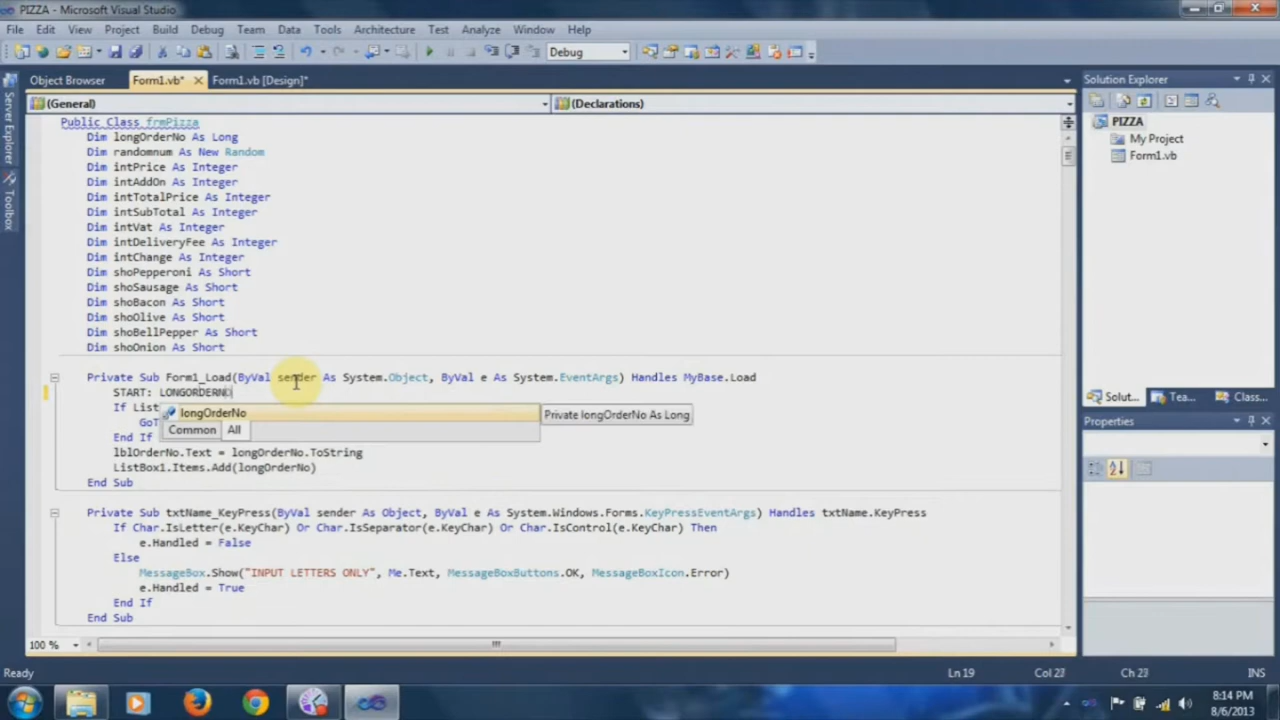 PIZZA - Microsoft Visual Studio
File Edit View Project Build Debug Team Data Tools Architecture Test Analyze Window Help
Debug
Object Browser Form1.vb* Form1.vb [Design]*
Solution Explorer
(General) (Declarations)
Server Explorer
Toolbox
PIZZA
My Project
Form1.vb
Public Class frmPizza
Dim longOrderNo As Long
Dim randomnum As New Random
Dim intPrice As Integer
Dim intAddOn As Integer
Dim intTotalPrice As Integer
Dim intSubTotal As Integer
Dim intVat As Integer
Dim intDeliveryFee As Integer
Dim intChange As Integer
Dim shoPepperoni As Short
Dim shoSausage As Short
Dim shoBacon As Short
Dim shoOlive As Short
Dim shoBellPepper As Short
Dim shoOnion As Short
Private Sub Form1_Load(ByVal sender As System.Object, ByVal e As System.EventArgs) Handles MyBase.Load
START: LONGORDERNO
If List
longOrderNo
Private longOrderNo As Long
GoT
Common All
End If
lblOrderNo.Text = longOrderNo.ToString
ListBox1.Items.Add(longOrderNo)
End Sub
Private Sub txtName_KeyPress(ByVal sender As Object, ByVal e As System.Windows.Forms.KeyPressEventArgs) Handles txtName.KeyPress
If Char.IsLetter(e.KeyChar) Or Char.IsSeparator(e.KeyChar) Or Char.IsControl(e.KeyChar) Then
e.Handled = False
Else
MessageBox.Show("INPUT LETTERS ONLY", Me.Text, MessageBoxButtons.OK, MessageBoxIcon.Error)
e.Handled = True
End If
End Sub
Solut... Tea... Class...
Properties
100 %
Ready Ln 19 Col 23 Ch 23 INS
8:14 PM
8/6/2013